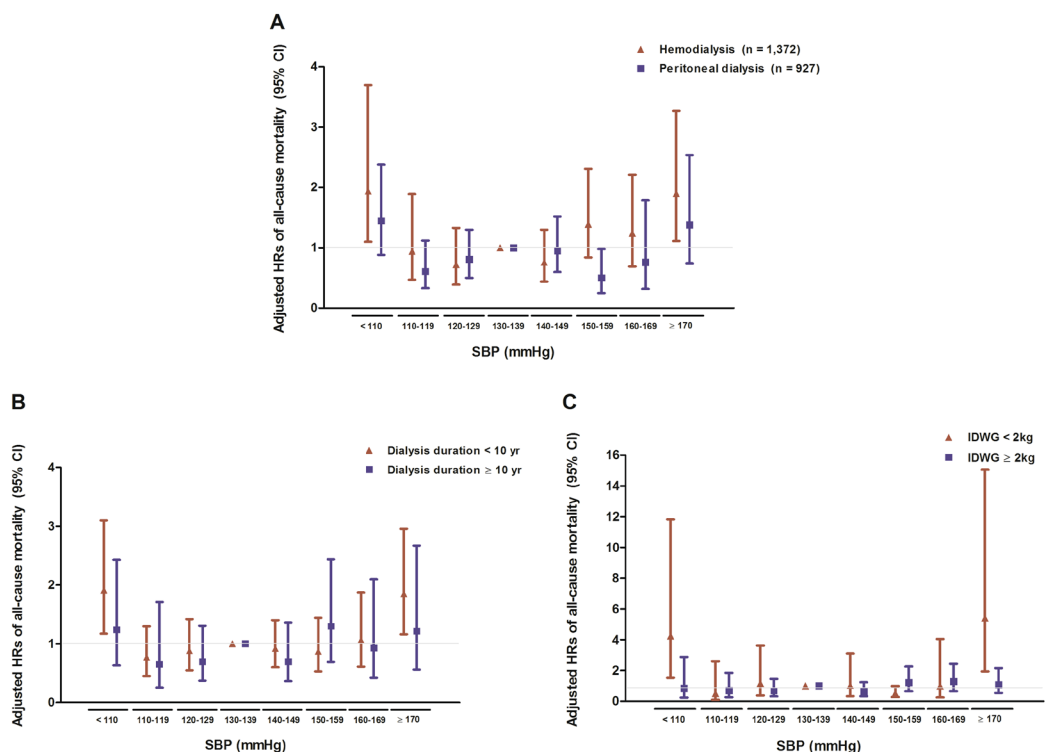 A
Hemodialysis (n = 1,372)
Peritoneal dialysis (n = 927)
Adjusted HRs of all-cause mortality (95% CI)
4
3
2
1
0
< 110 110-119 120-129 130-139 140-149 150-159 160-169 ≥ 170
SBP (mmHg)
B
Dialysis duration < 10 yr
Dialysis duration ≥ 10 yr
Adjusted HRs of all-cause mortality (95% CI)
4
3
2
1
0
< 110 110-119 120-129 130-139 140-149 150-159 160-169 ≥ 170
SBP (mmHg)
C
IDWG < 2kg
IDWG ≥ 2kg
Adjusted HRs of all-cause mortality (95% CI)
16
14
12
10
8
6
4
2
0
< 110 110-119 120-129 130-139 140-149 150-159 160-169 ≥ 170
SBP (mmHg)